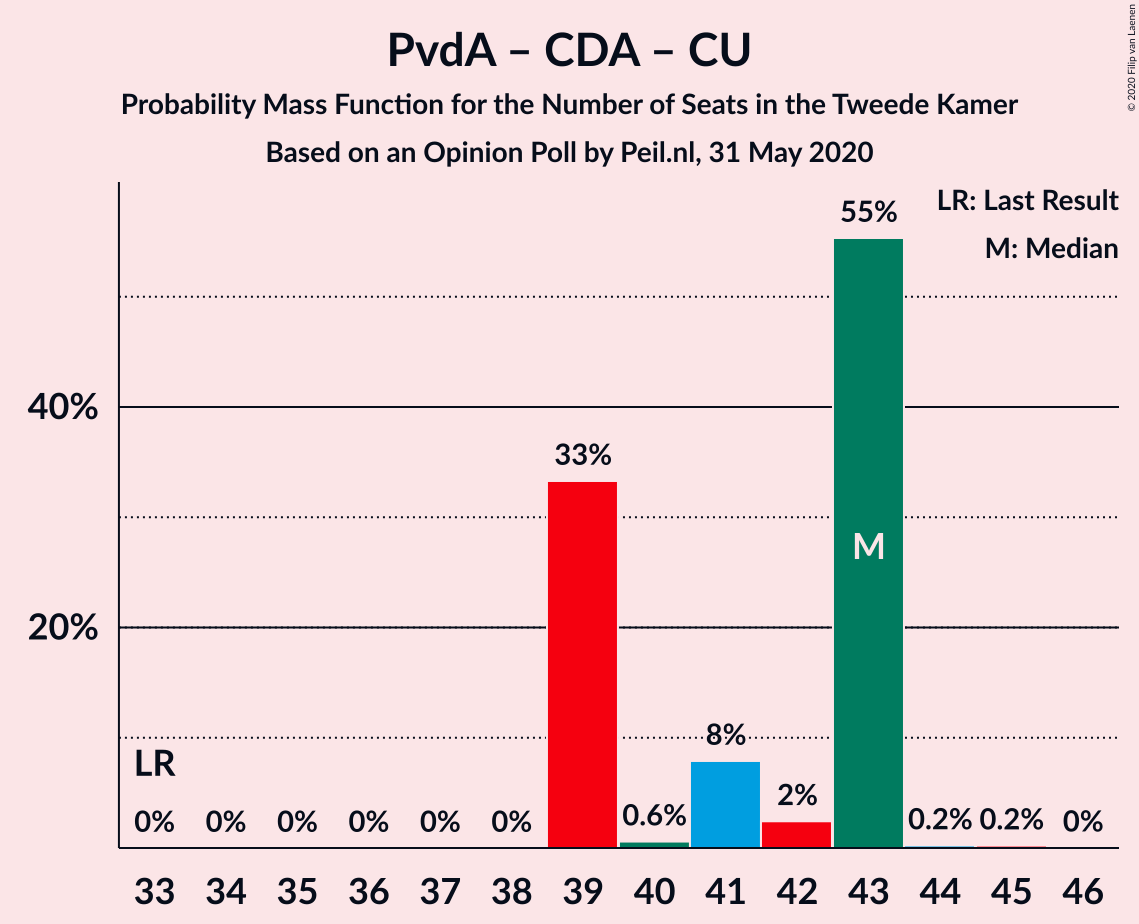 PvdA – CDA – CU
Probability Mass Function for the Number of Seats in the Tweede Kamer
Based on an Opinion Poll by Peil.nl, 31 May 2020
© 2020 Filip van Laenen
LR: Last Result
M: Median
55%
40%
33%
M
20%
8%
LR
2%
0% 0% 0% 0% 0% 0% 0.6% 0.2% 0.2% 0%
33 34 35 36 37 38 39 40 41 42 43 44 45 46